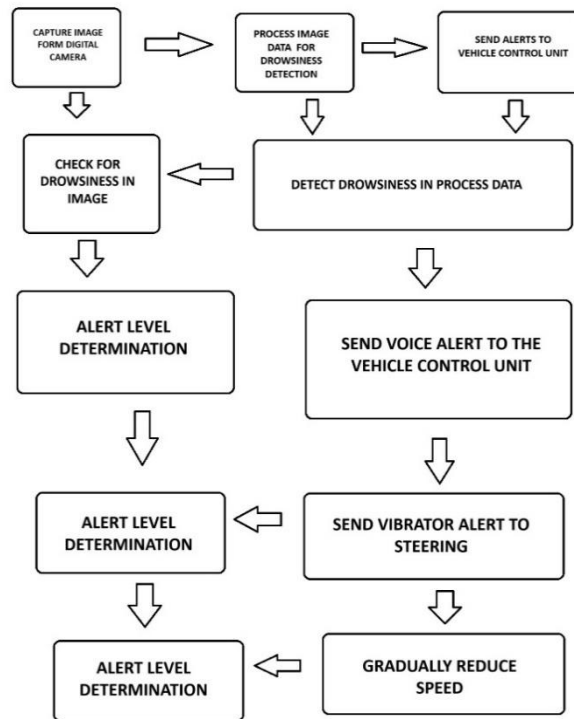 CAPTURE IMAGE
FORM DIGITAL
CAMERA
PROCESS IMAGE
DATA FOR
DROWSINESS
DETECTION
SEND ALERTS TO
VEHICLE CONTROL UNIT
CHECK FOR
DROWSINESS IN
IMAGE
DETECT DROWSINESS IN PROCESS DATA
ALERT LEVEL
DETERMINATION
SEND VOICE ALERT TO THE
VEHICLE CONTROL UNIT
ALERT LEVEL
DETERMINATION
SEND VIBRATOR ALERT TO
STEERING
ALERT LEVEL
DETERMINATION
GRADUALLY REDUCE
SPEED